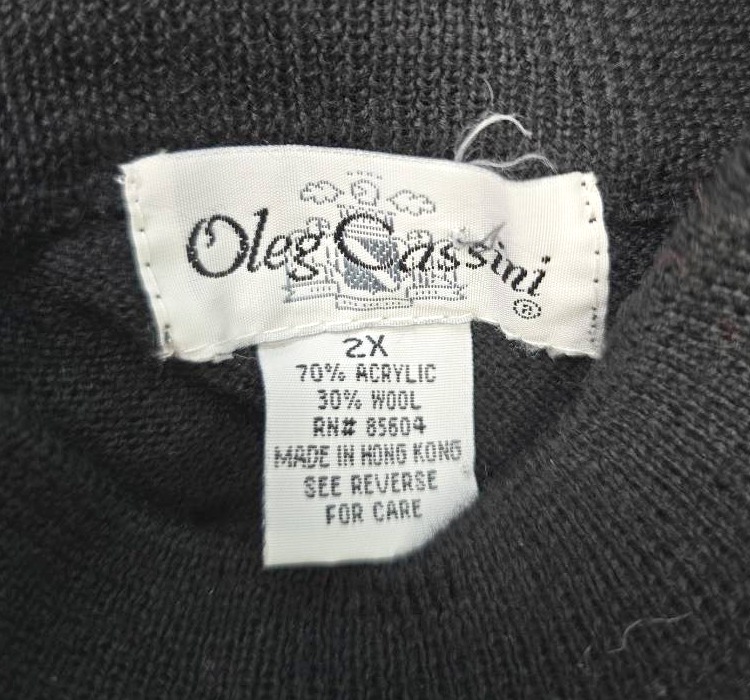 Oleg Cassini ®
2X
70% ACRYLIC
30% WOOL
RN# 85604
MADE IN HONG KONG
SEE REVERSE
FOR CARE